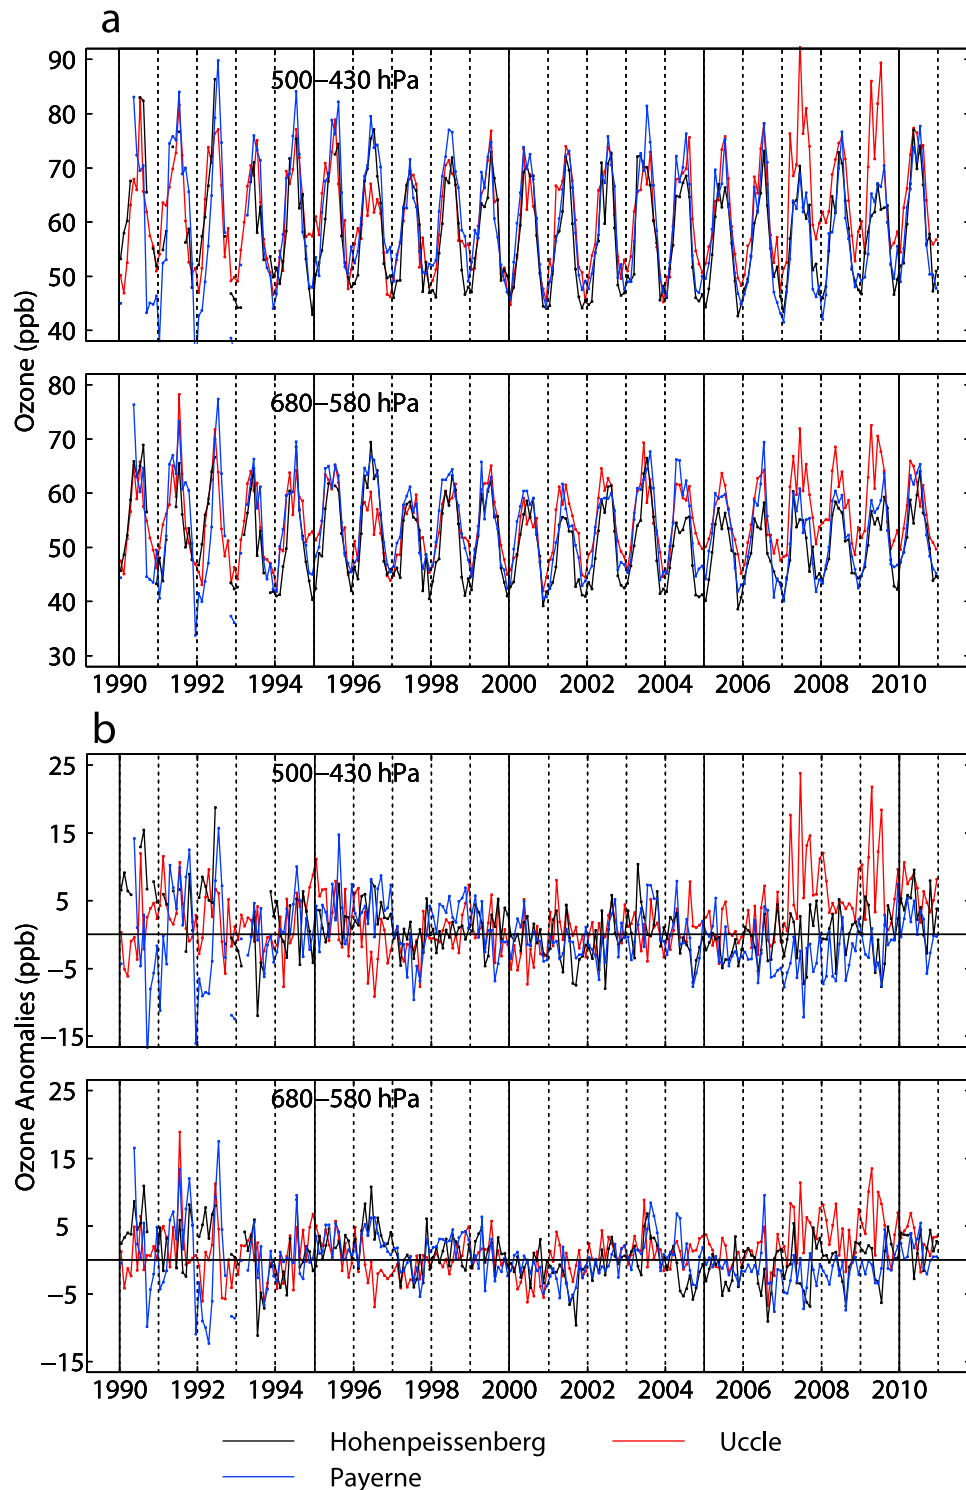 a
500–430 hPa
90
80
70
60
50
40
Ozone (ppb)
680–580 hPa
80
70
60
50
40
30
1990 1992 1994 1996 1998 2000 2002 2004 2006 2008 2010
b
500–430 hPa
25
15
5
−5
−15
Ozone Anomalies (ppb)
680–580 hPa
25
15
5
−5
−15
1990 1992 1994 1996 1998 2000 2002 2004 2006 2008 2010
Hohenpeissenberg Uccle
Payerne